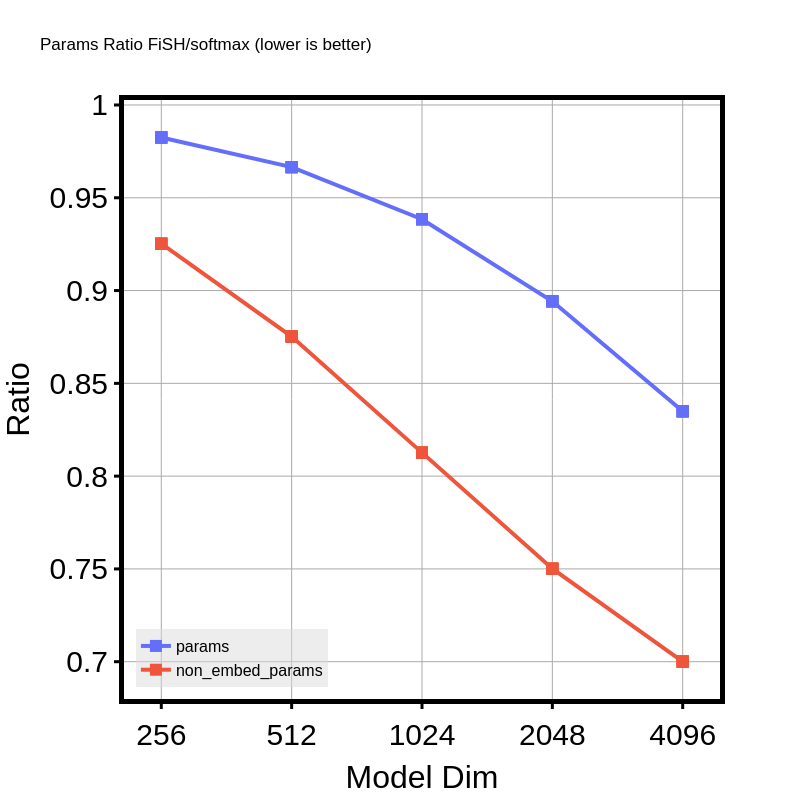 Params Ratio FiSH/softmax (lower is better)
1
0.95
0.9
0.85
0.8
0.75
0.7
Ratio
params
non_embed_params
256 512 1024 2048 4096
Model Dim